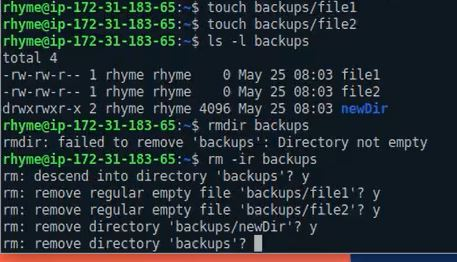 rhyme@ip-172-31-183-65:~$ touch backups/file1
rhyme@ip-172-31-183-65:~$ touch backups/file2
rhyme@ip-172-31-183-65:~$ ls -l backups
total 4
-rw-rw-r-- 1 rhyme rhyme    0 May 25 08:03 file1
-rw-rw-r-- 1 rhyme rhyme    0 May 25 08:03 file2
drwxrwxr-x 2 rhyme rhyme 4096 May 25 08:03 newDir
rhyme@ip-172-31-183-65:~$ rmdir backups
rmdir: failed to remove 'backups': Directory not empty
rhyme@ip-172-31-183-65:~$ rm -ir backups
rm: descend into directory 'backups'? y
rm: remove regular empty file 'backups/file1'? y
rm: remove regular empty file 'backups/file2'? y
rm: remove directory 'backups/newDir'? y
rm: remove directory 'backups'?